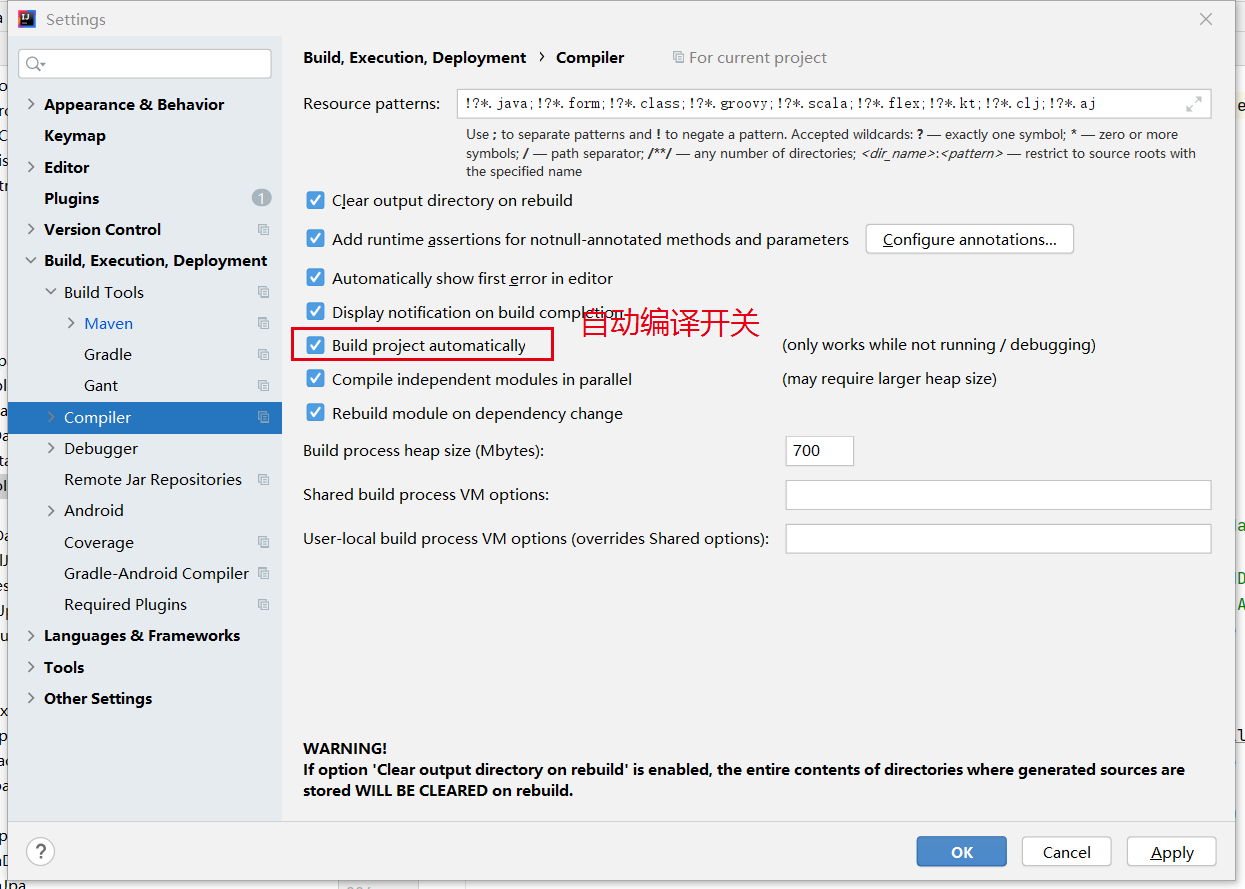 Settings
Build, Execution, Deployment › Compiler
For current project
Appearance & Behavior
Keymap
Editor
Plugins
1
Version Control
Build, Execution, Deployment
Build Tools
Maven
Gradle
Gant
Compiler
Debugger
Remote Jar Repositories
Android
Coverage
Gradle-Android Compiler
Required Plugins
Languages & Frameworks
Tools
Other Settings
Resource patterns:
!?*.java;!?*.form;!?*.class;!?*.groovy;!?*.scala;!?*.flex;!?*.kt;!?*.clj;!?*.aj
Use ; to separate patterns and ! to negate a pattern. Accepted wildcards: ? — exactly one symbol; * — zero or more
symbols; / — path separator; /**/ — any number of directories; <dir_name>:<pattern> — restrict to source roots with
the specified name
Clear output directory on rebuild
Add runtime assertions for notnull-annotated methods and parameters
Configure annotations...
Automatically show first error in editor
Display notification on build completion
自动编译开关
Build project automatically
(only works while not running / debugging)
Compile independent modules in parallel
(may require larger heap size)
Rebuild module on dependency change
Build process heap size (Mbytes):
700
Shared build process VM options:
User-local build process VM options (overrides Shared options):
WARNING!
If option 'Clear output directory on rebuild' is enabled, the entire contents of directories where generated sources are
stored WILL BE CLEARED on rebuild.
?
OK
Cancel
Apply